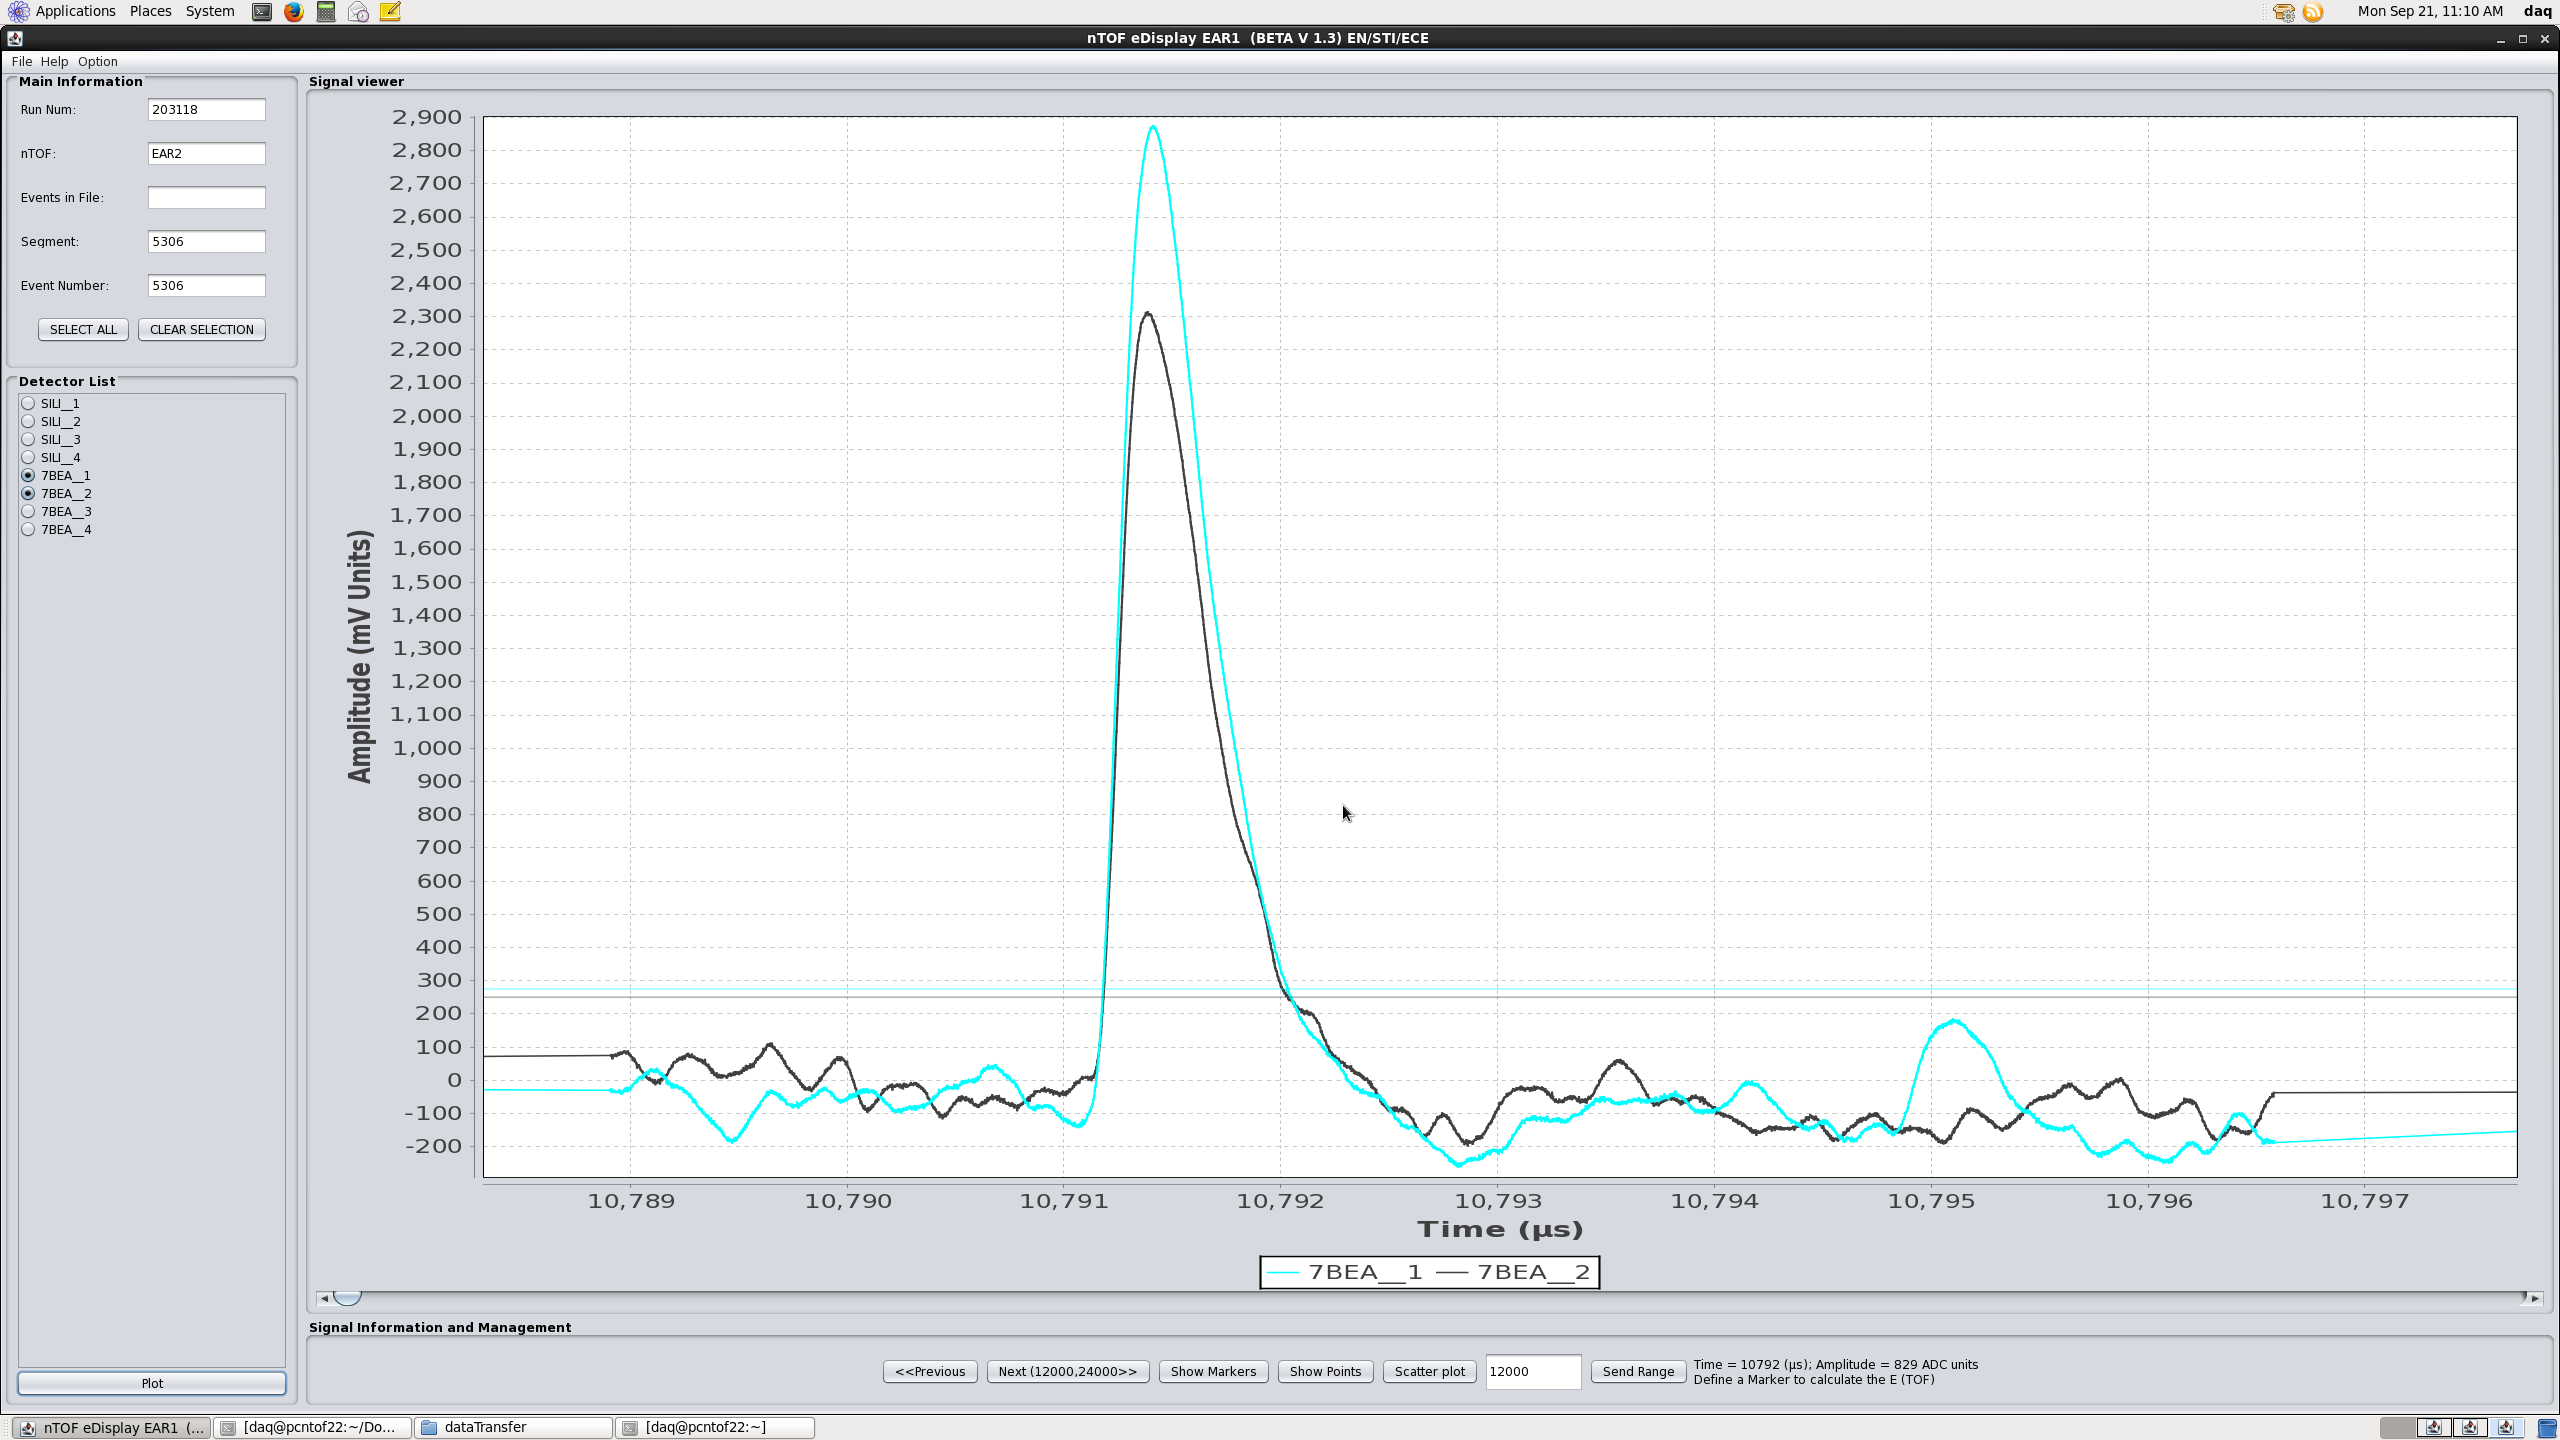 Applications Places System
Mon Sep 21, 11:10 AM daq
nTOF eDisplay EAR1 (BETA V 1.3) EN/STI/ECE
File Help Option
Main Information
Run Num: 203118
nTOF: EAR2
Events in File:
Segment: 5306
Event Number: 5306
SELECT ALL CLEAR SELECTION
Detector List
SILI__1
SILI__2
SILI__3
SILI__4
7BEA__1
7BEA__2
7BEA__3
7BEA__4
Plot
Signal viewer
Amplitude (mV Units)
2,900
2,800
2,700
2,600
2,500
2,400
2,300
2,200
2,100
2,000
1,900
1,800
1,700
1,600
1,500
1,400
1,300
1,200
1,100
1,000
900
800
700
600
500
400
300
200
100
0
-100
-200
10,789 10,790 10,791 10,792 10,793 10,794 10,795 10,796 10,797
Time (µs)
7BEA__1 7BEA__2
Signal Information and Management
<<Previous Next (12000,24000>> Show Markers Show Points Scatter plot 12000 Send Range
Time = 10792 (µs); Amplitude = 829 ADC units
Define a Marker to calculate the E (TOF)
nTOF eDisplay EAR1 (... [daq@pcntof22:~/Do... dataTransfer [daq@pcntof22:~]